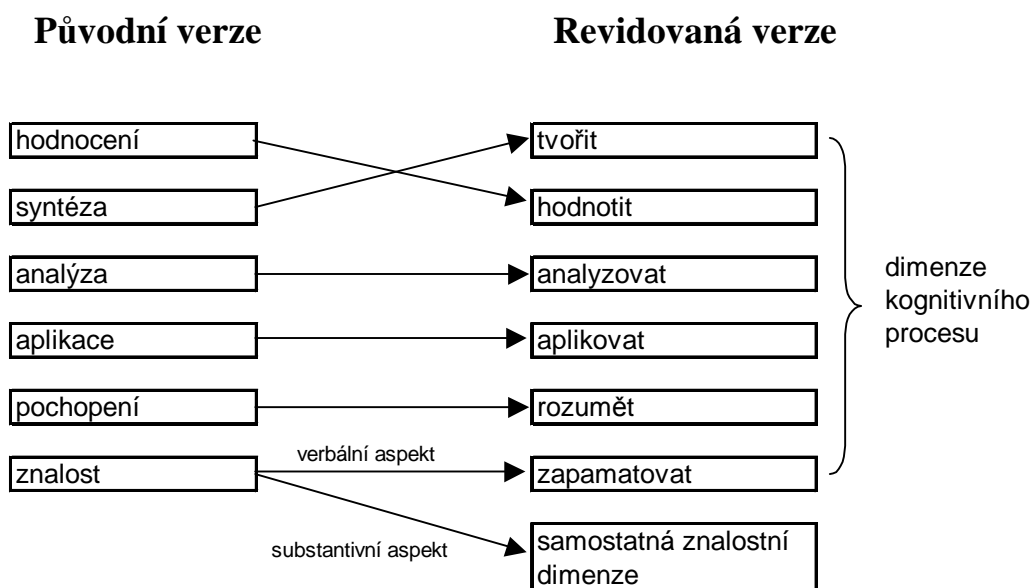 Původní verze
Revidovaná verze
hodnocení
tvořit
syntéza
hodnotit
analýza
analyzovat
aplikace
aplikovat
pochopení
rozumět
znalost
verbální aspekt
zapamatovat
substantivní aspekt
samostatná znalostní
dimenze
dimenze
kognitivního
procesu